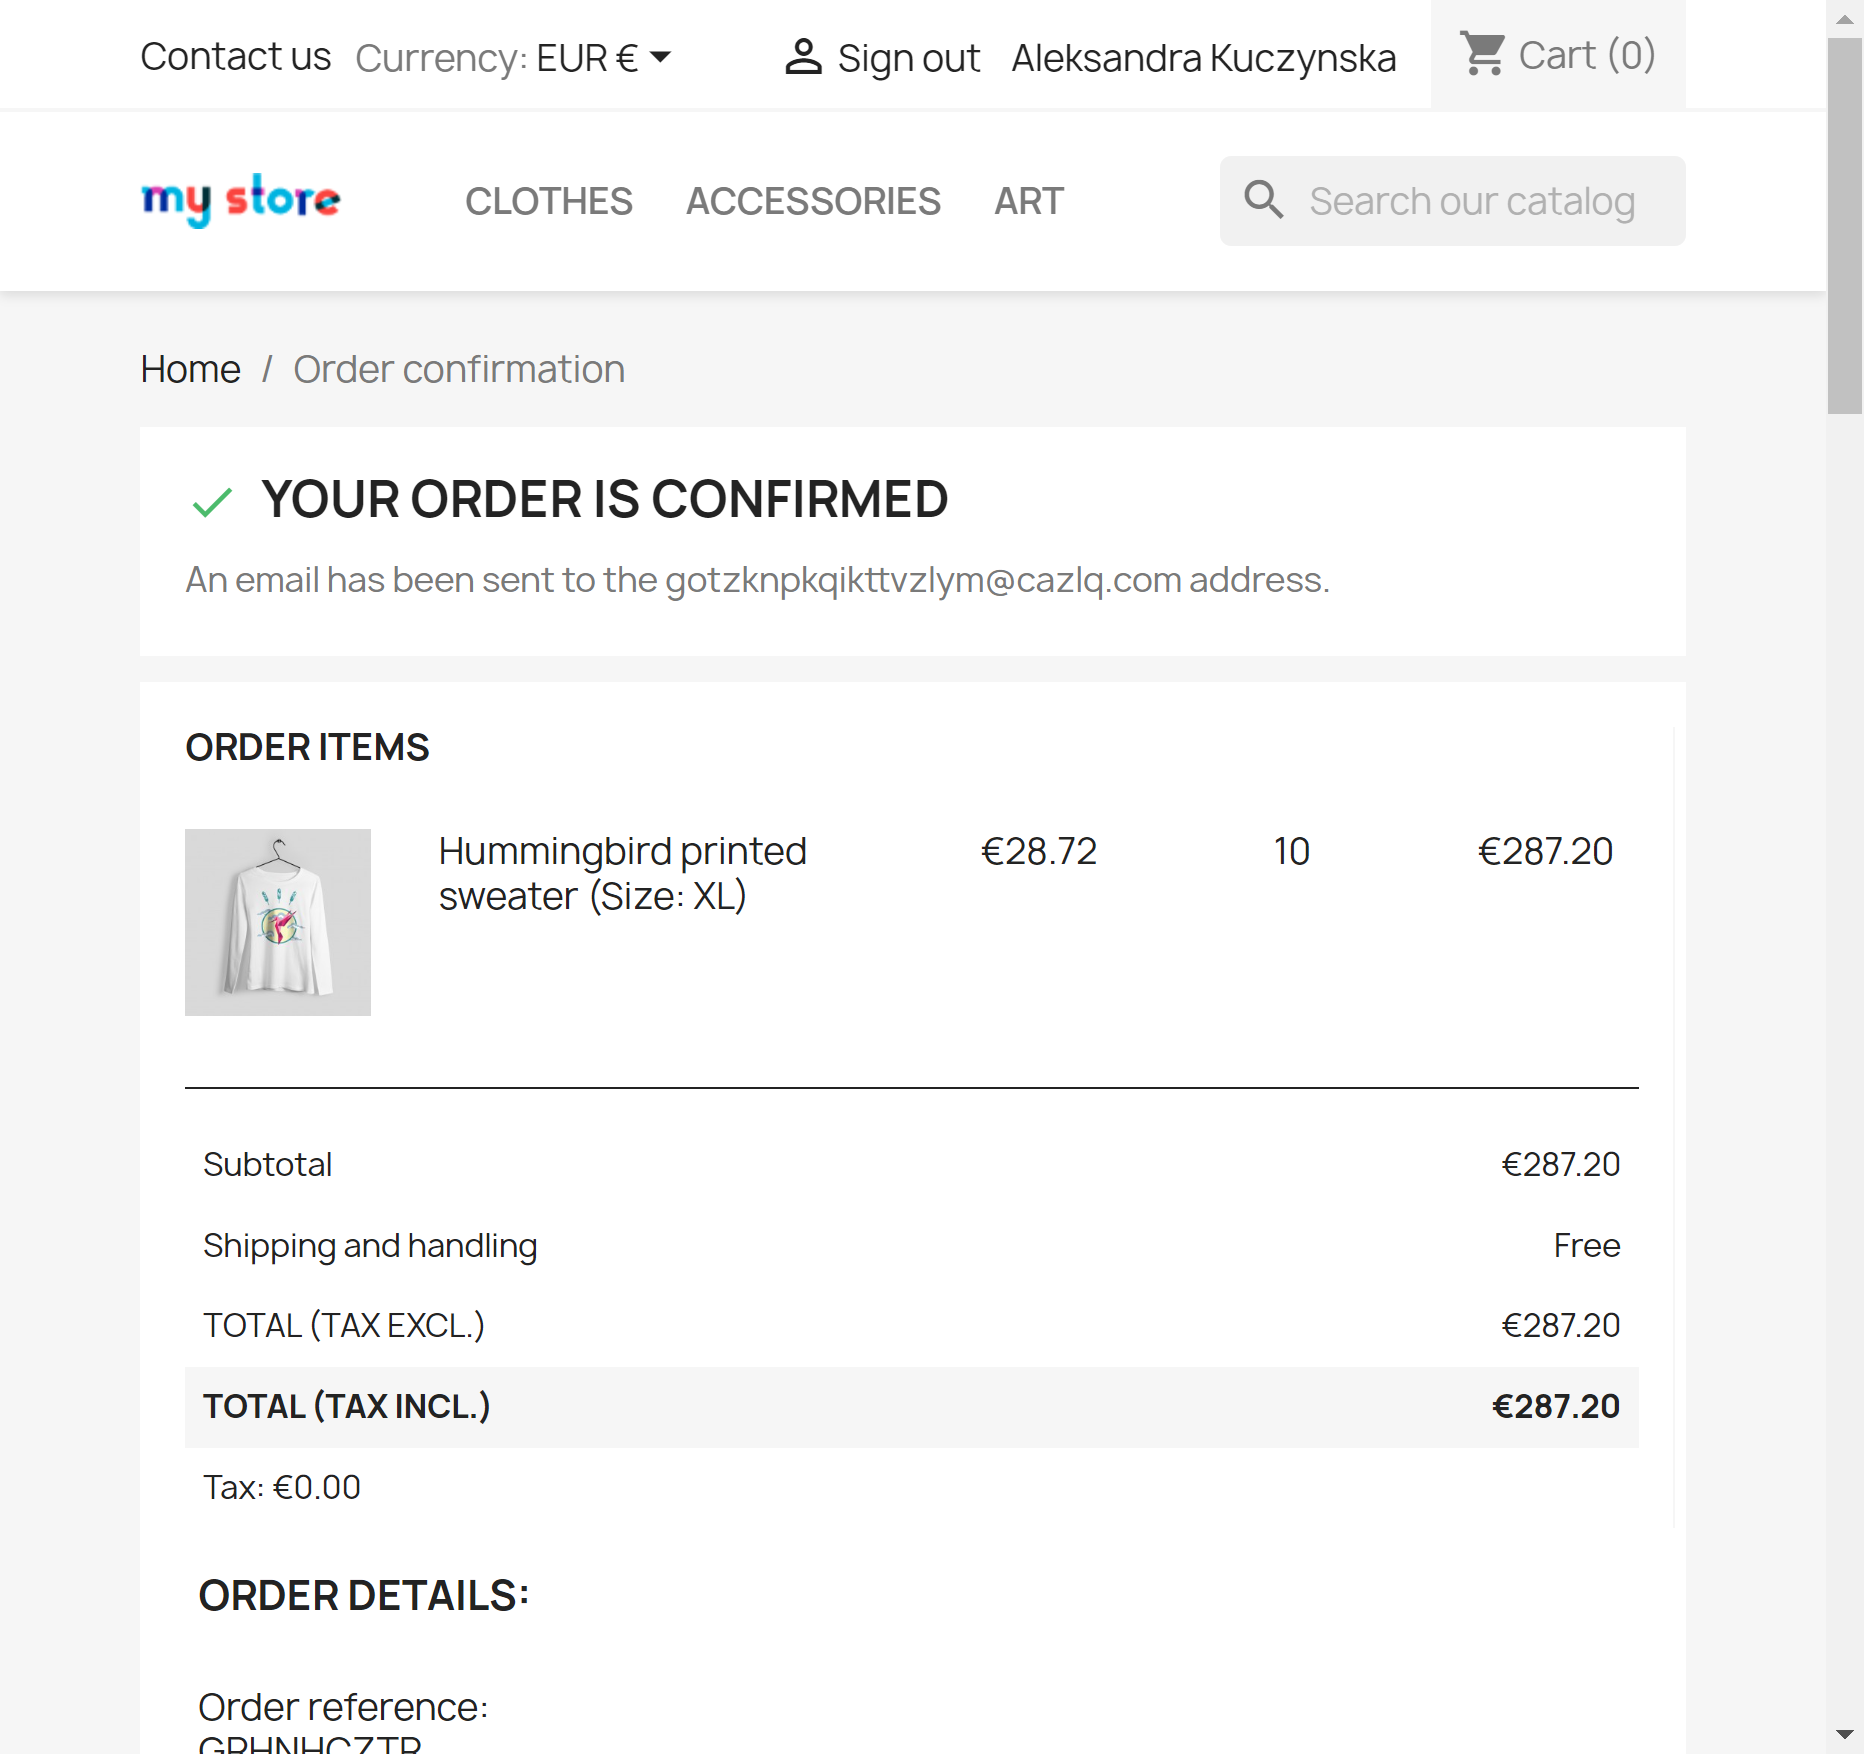 Contact us Currency: EUR € Sign out Aleksandra Kuczynska Cart (0)
my store CLOTHES ACCESSORIES ART Search our catalog
Home / Order confirmation
YOUR ORDER IS CONFIRMED
An email has been sent to the gotzknpkqikttvzlym@cazlq.com address.
ORDER ITEMS
Hummingbird printed €28.72 10 €287.20
sweater (Size: XL)
Subtotal €287.20
Shipping and handling Free
TOTAL (TAX EXCL.) €287.20
TOTAL (TAX INCL.) €287.20
Tax: €0.00
ORDER DETAILS:
Order reference:
GRHNHCZTR